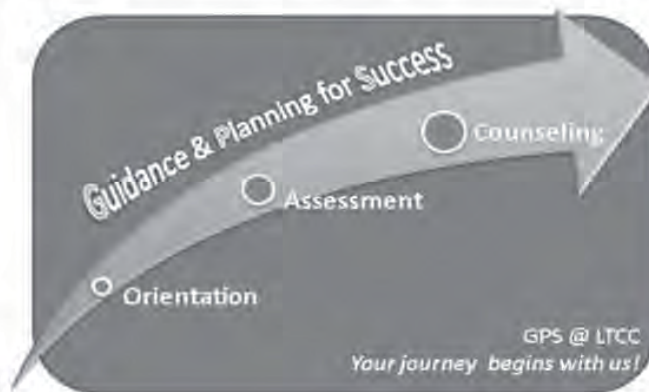 Guidance & Planning for Success
Counseling
Assessment
Orientation
GPS @ LTCC
Your journey begins with us!